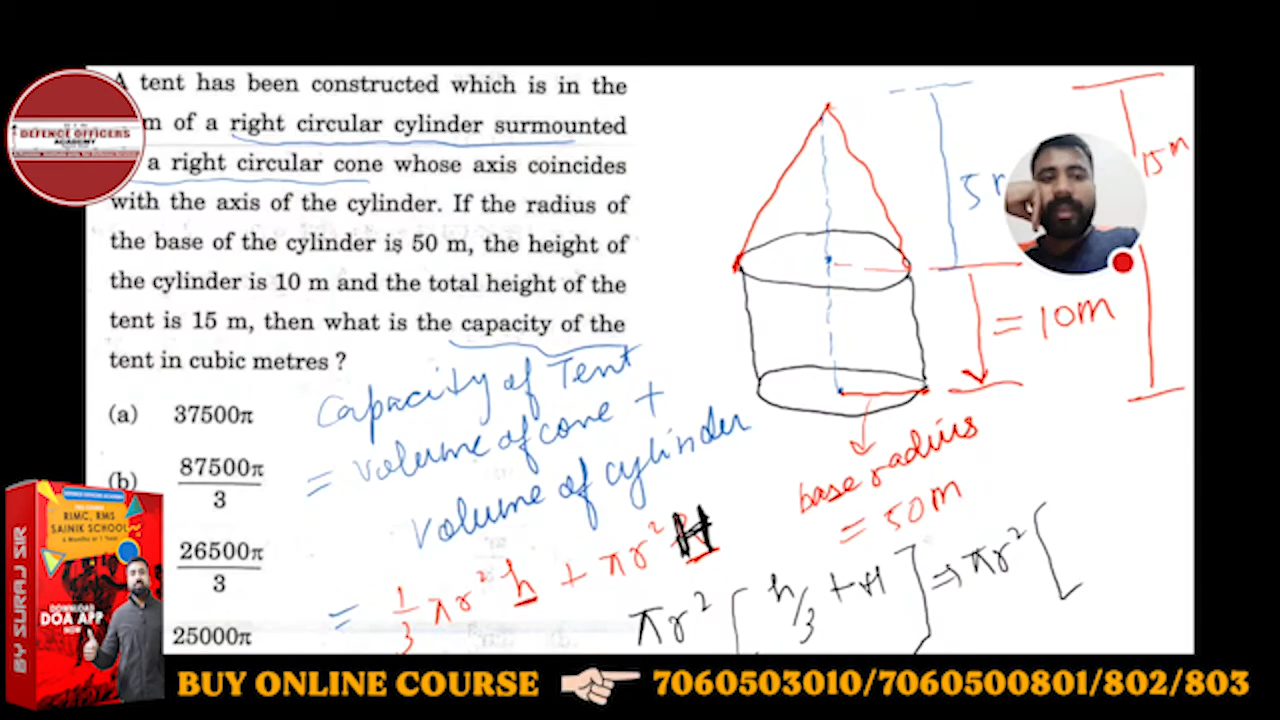 A tent has been constructed which is in the
m of a right circular cylinder surmounted
a right circular cone whose axis coincides
with the axis of the cylinder. If the radius of
the base of the cylinder is 50 m, the height of
the cylinder is 10 m and the total height of the
tent is 15 m, then what is the capacity of the
tent in cubic metres ?
(a) 37500π
(b) 87500π/3
26500π/3
25000π
Capacity of Tent
= Volume of cone +
Volume of cylinder
= 1/3 πr² h + πr² H
πr² [ h/3 + H ] ⇒ πr² [
5
15m
= 10m
base radius
= 50m
DEFENCE OFFICERS
ACADEMY
BY SURAJ SIR
RIMC, RMS
SAINIK SCHOOL
DOWNLOAD
DOA APP
NOW
BUY ONLINE COURSE 7060503010/7060500801/802/803